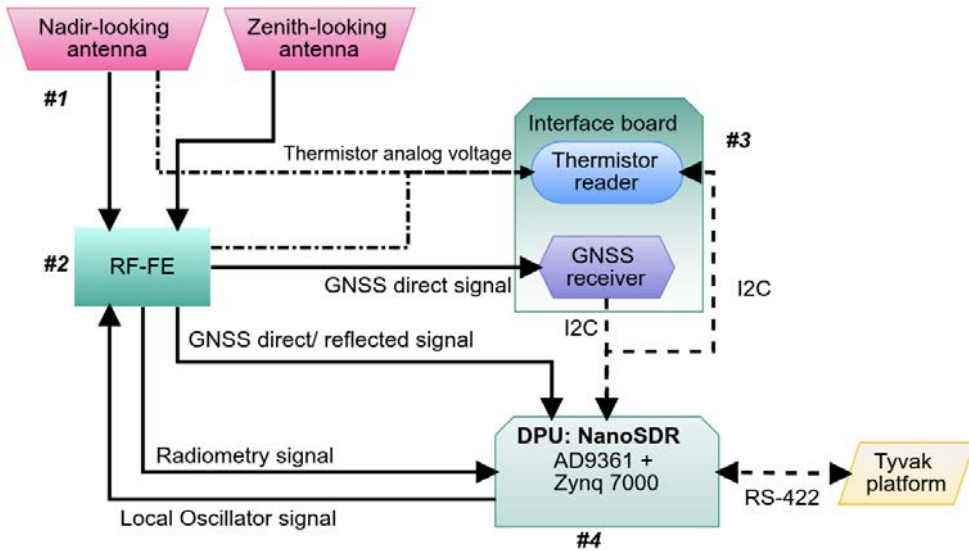 Nadir-looking
antenna
Zenith-looking
antenna
#1
Interface board
#3
Thermistor analog voltage
Thermistor
reader
#2
RF-FE
GNSS
receiver
GNSS direct signal
I2C
I2C
GNSS direct/ reflected signal
DPU: NanoSDR
AD9361 +
Zynq 7000
Radiometry signal
Tyvak
platform
RS-422
Local Oscillator signal
#4